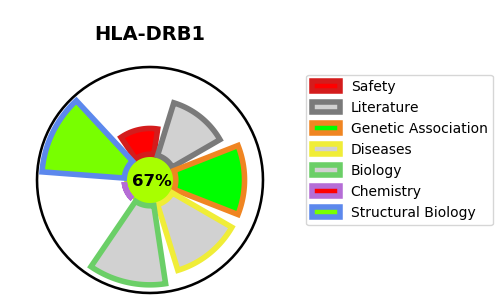 HLA-DRB1
67%
Safety
Literature
Genetic Association
Diseases
Biology
Chemistry
Structural Biology